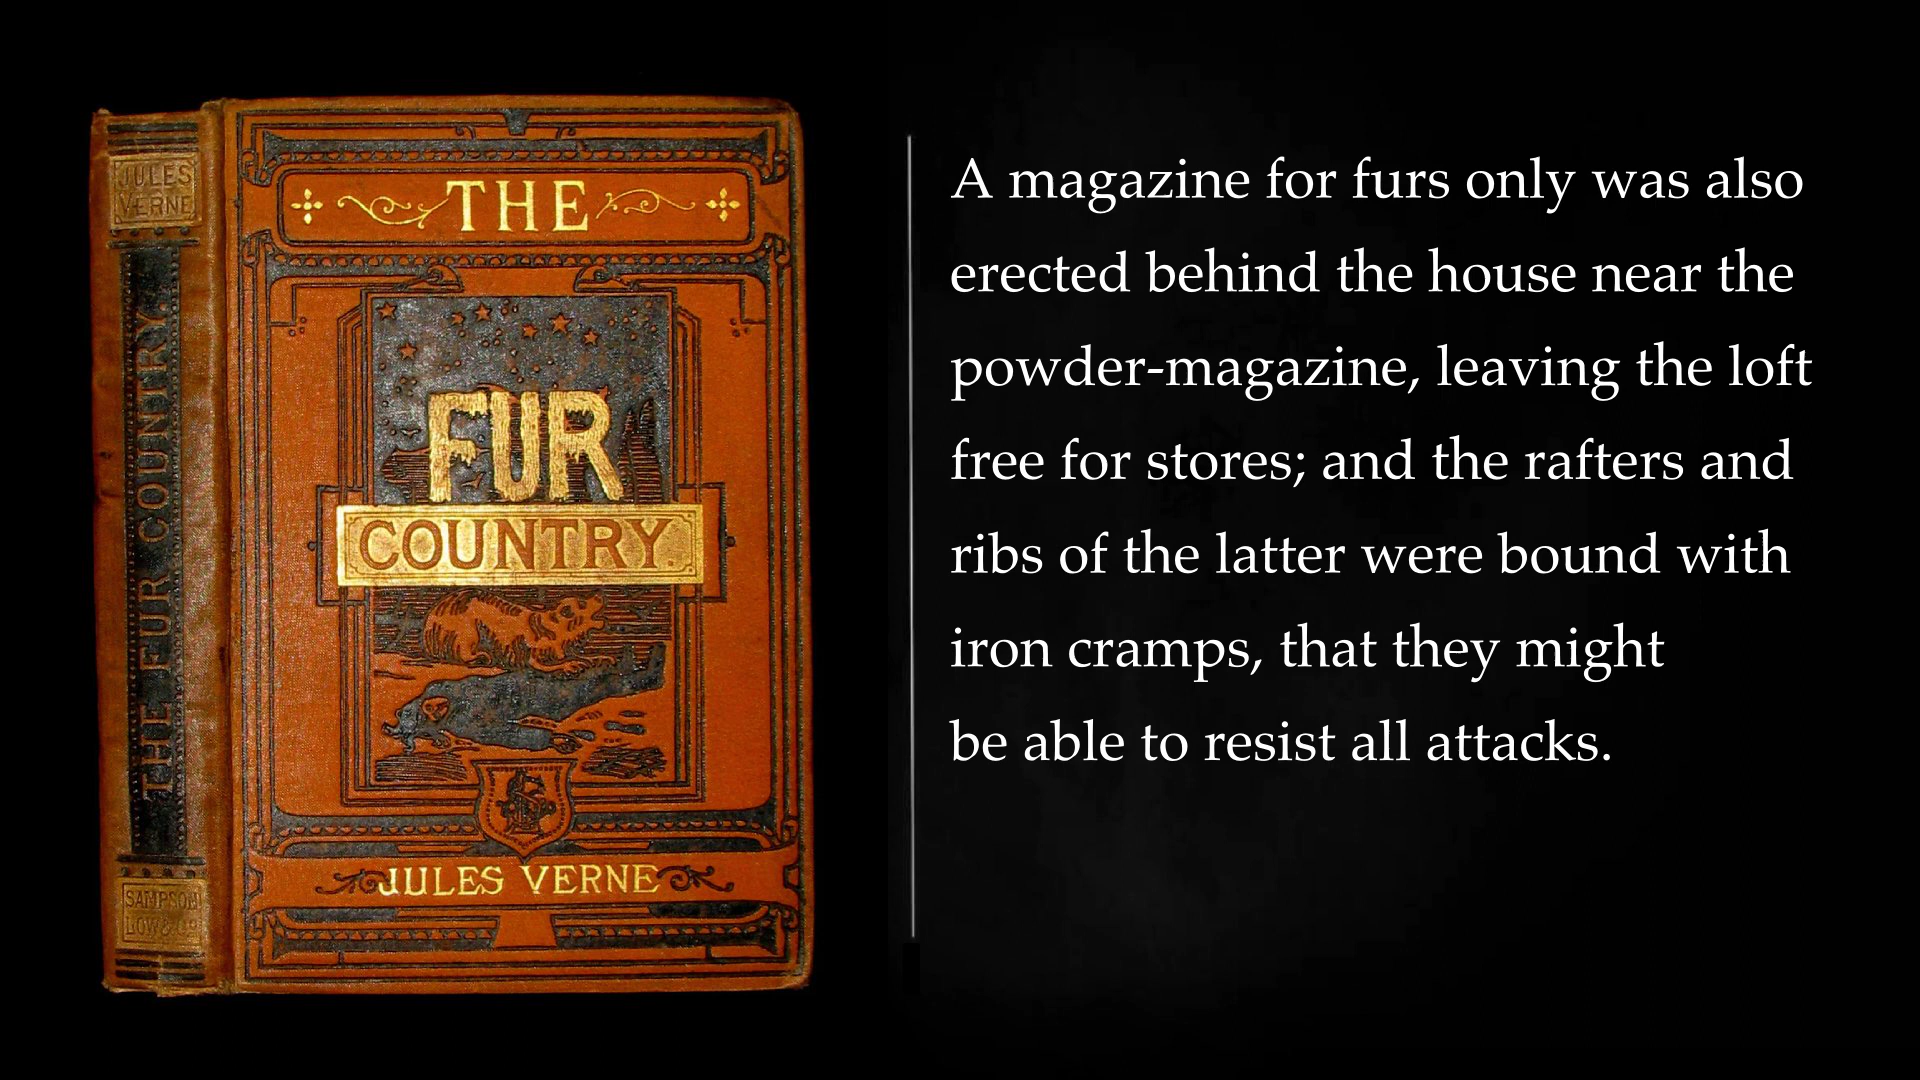 JULES
VERNE
THE FUR COUNTRY.
SAMPSON
LOW & Co
THE
FUR
COUNTRY.
JULES VERNE
A magazine for furs only was also
erected behind the house near the
powder-magazine, leaving the loft
free for stores; and the rafters and
ribs of the latter were bound with
iron cramps, that they might
be able to resist all attacks.